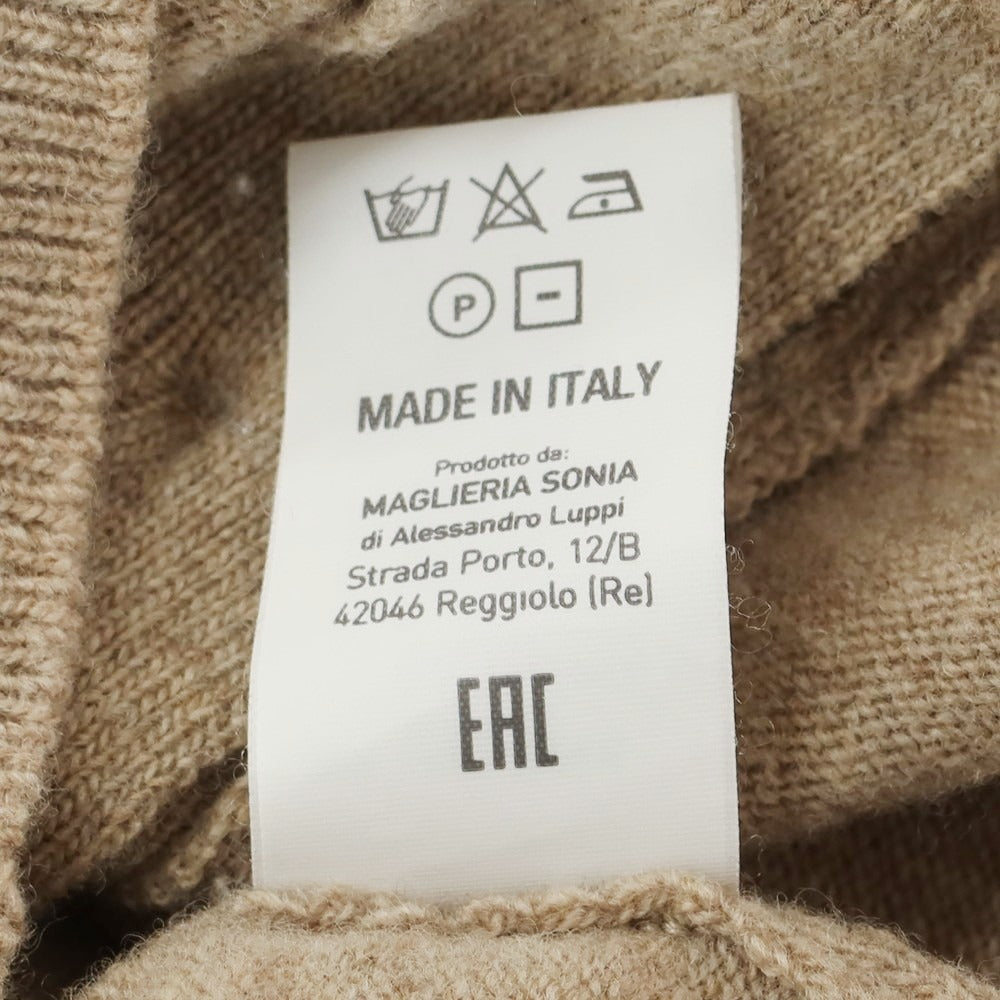 P
MADE IN ITALY
Prodotto da:
MAGLIERIA SONIA
di Alessandro Luppi
Strada Porto, 12/B
42046 Reggiolo (Re)
EAC